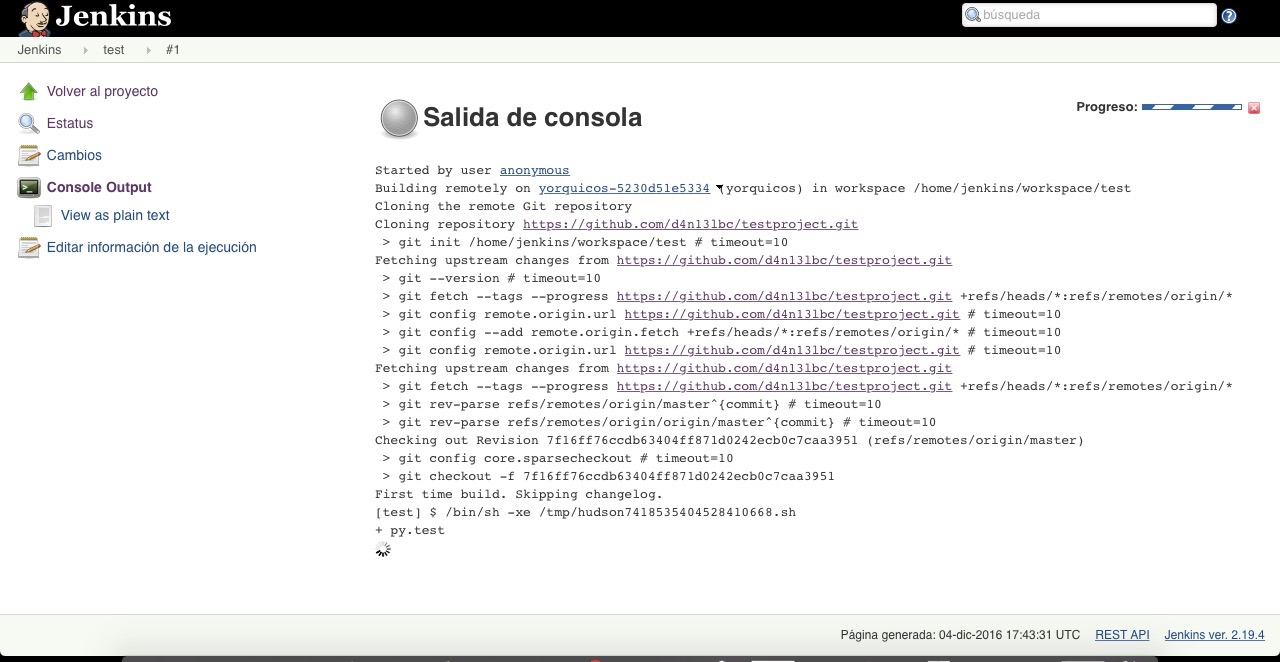 Jenkins
búsqueda
Jenkins test #1
Volver al proyecto
Estatus
Cambios
Console Output
View as plain text
Editar información de la ejecución
Salida de consola
Progreso:
Started by user anonymous
Building remotely on yorquicos-5230d51e5334 (yorquicos) in workspace /home/jenkins/workspace/test
Cloning the remote Git repository
Cloning repository https://github.com/d4n13lbc/testproject.git
> git init /home/jenkins/workspace/test # timeout=10
Fetching upstream changes from https://github.com/d4n13lbc/testproject.git
> git --version # timeout=10
> git fetch --tags --progress https://github.com/d4n13lbc/testproject.git +refs/heads/*:refs/remotes/origin/*
> git config remote.origin.url https://github.com/d4n13lbc/testproject.git # timeout=10
> git config --add remote.origin.fetch +refs/heads/*:refs/remotes/origin/* # timeout=10
> git config remote.origin.url https://github.com/d4n13lbc/testproject.git # timeout=10
Fetching upstream changes from https://github.com/d4n13lbc/testproject.git
> git fetch --tags --progress https://github.com/d4n13lbc/testproject.git +refs/heads/*:refs/remotes/origin/*
> git rev-parse refs/remotes/origin/master^{commit} # timeout=10
> git rev-parse refs/remotes/origin/origin/master^{commit} # timeout=10
Checking out Revision 7f16ff76ccdb63404ff871d0242ecb0c7caa3951 (refs/remotes/origin/master)
> git config core.sparsecheckout # timeout=10
> git checkout -f 7f16ff76ccdb63404ff871d0242ecb0c7caa3951
First time build. Skipping changelog.
[test] $ /bin/sh -xe /tmp/hudson7418535404528410668.sh
+ py.test
Página generada: 04-dic-2016 17:43:31 UTC REST API Jenkins ver. 2.19.4